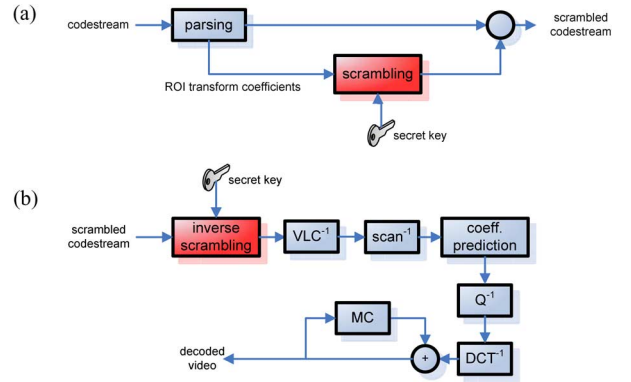 (a)
codestream
parsing
scrambled
codestream
ROI transform coefficients
scrambling
secret key
(b)
secret key
scrambled
codestream
inverse
scrambling
VLC⁻¹
scan⁻¹
coeff.
prediction
Q⁻¹
MC
decoded
video
+
DCT⁻¹